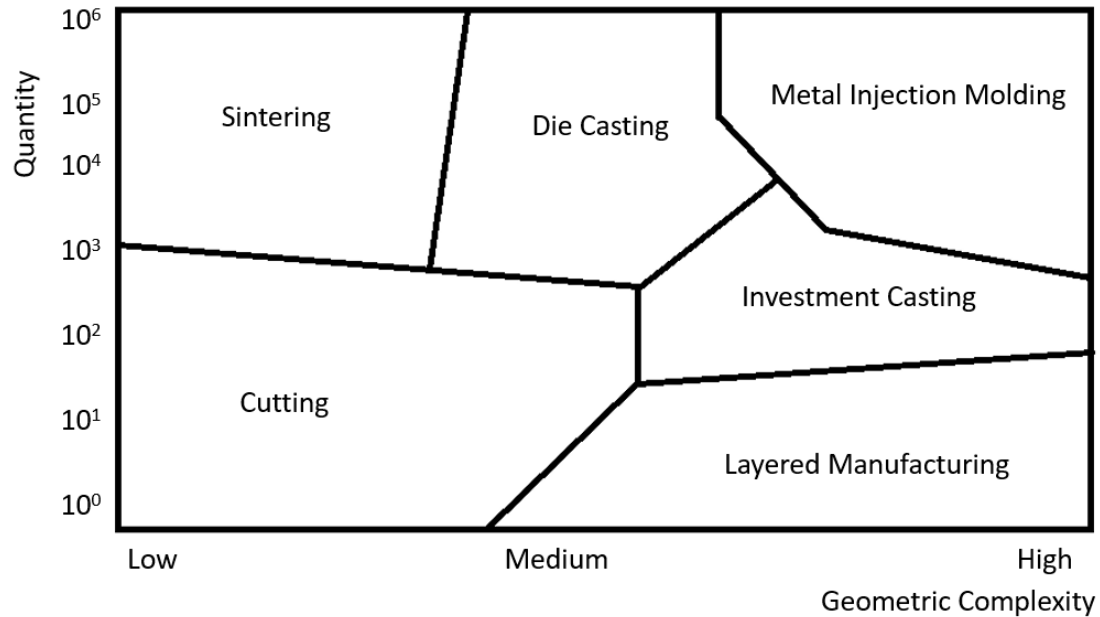 10⁶
Quantity
10⁵
10⁴
10³
10²
10¹
10⁰
Sintering
Die Casting
Metal Injection Molding
Investment Casting
Cutting
Layered Manufacturing
Low
Medium
High
Geometric Complexity